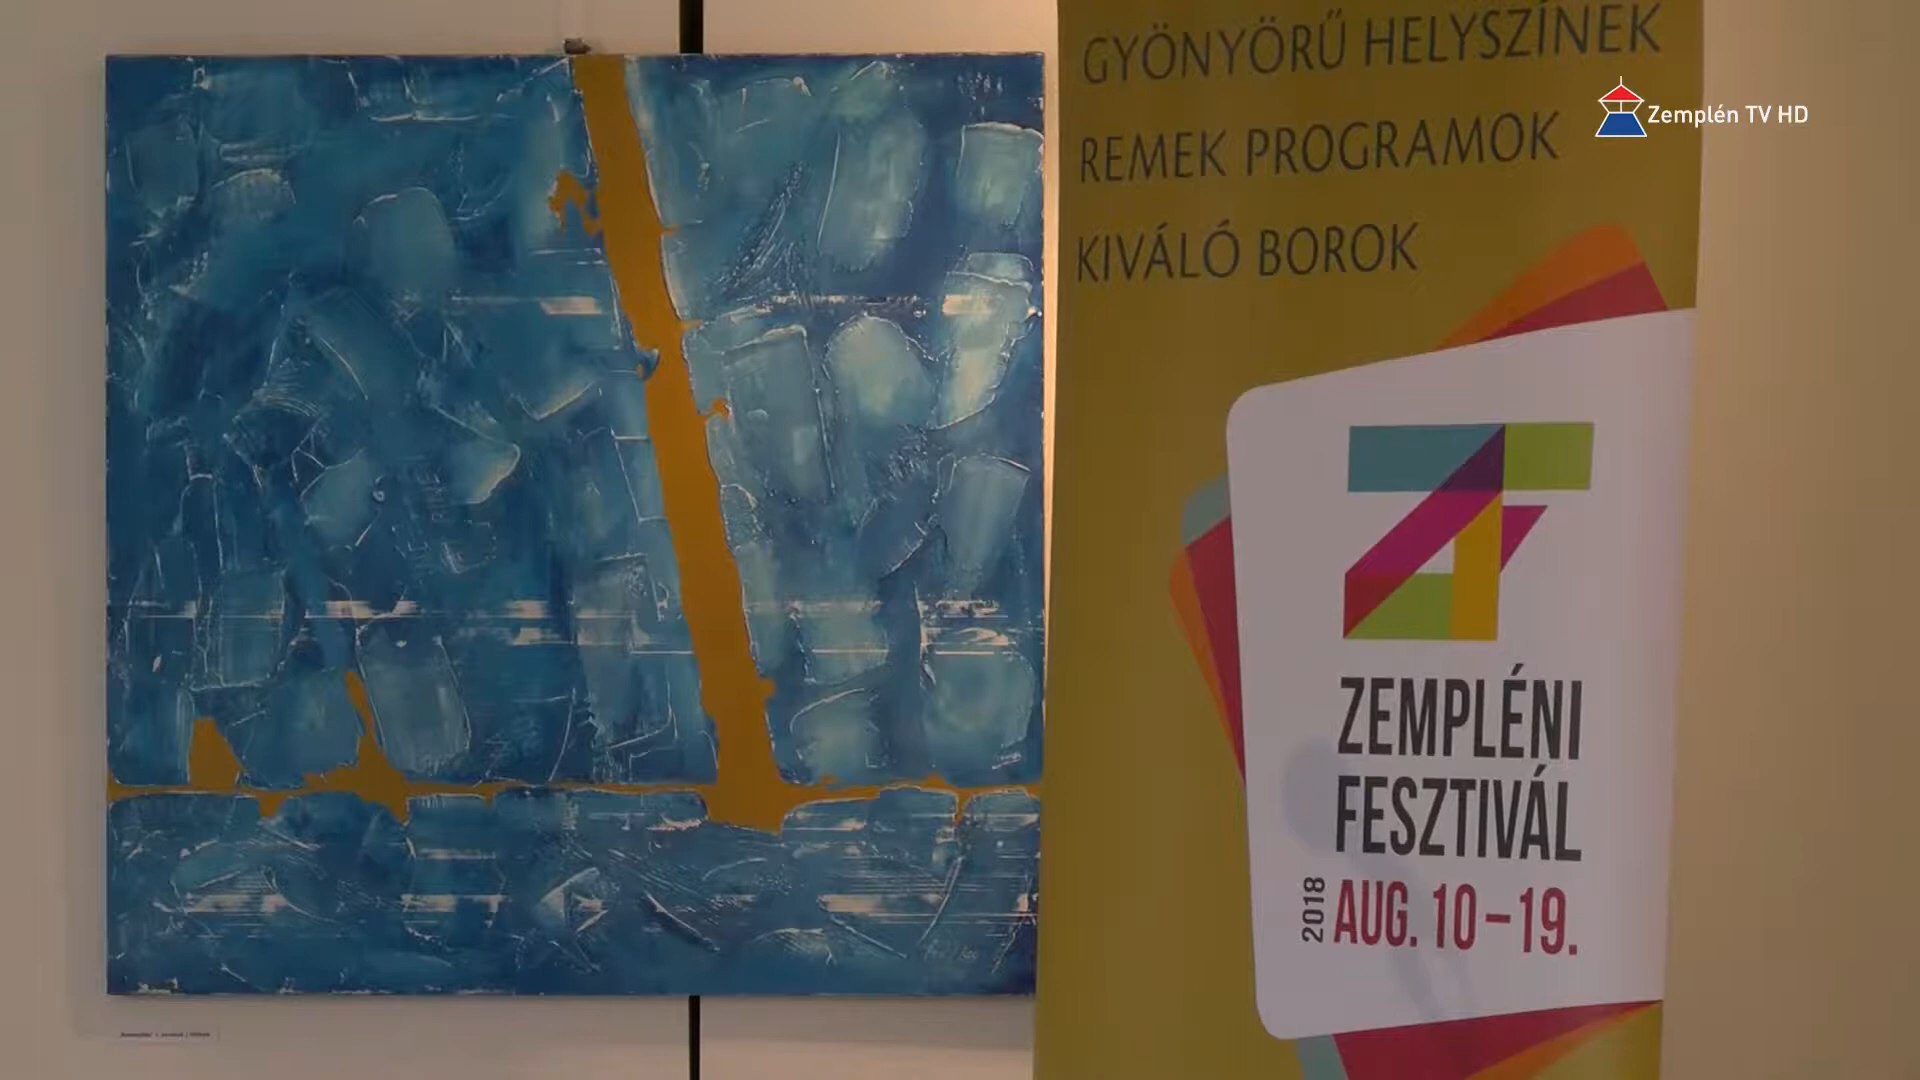 GYÖNYÖRŰ HELYSZÍNEK
REMEK PROGRAMOK
KIVÁLÓ BOROK
Zemplén TV HD
ZEMPLÉNI
FESZTIVÁL
2018
AUG. 10–19.